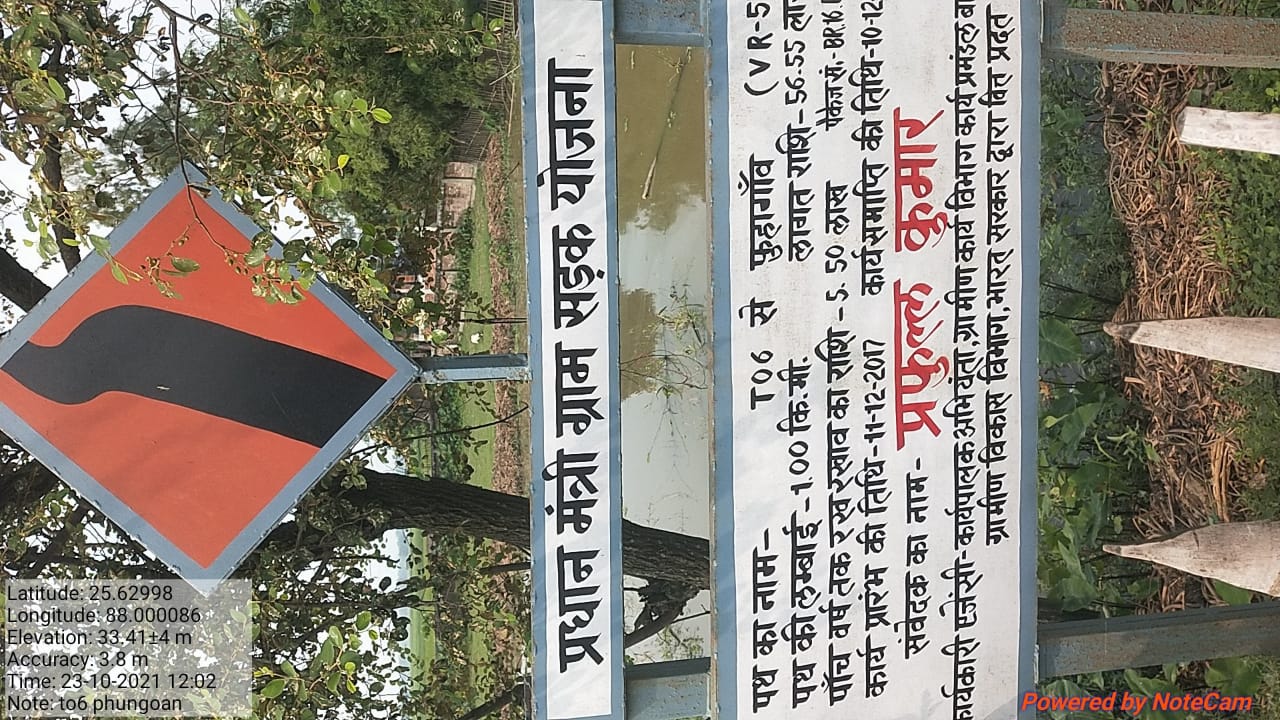 प्रधान मंत्री ग्राम सड़क योजना
पथ का नाम- T06 से फुहागाँव (VR-5
पथ की लम्बाई -1.00 कि.मी. लागत राशि-56.55
पाँच वर्ष तक रख रखाव का राशि -5.50 लाख पैकेज सं.-BR.16.
कार्य प्रारंभ की तिथि-11-12-2017 कार्य समाप्ति की तिथि-10-12
संवेदक का नाम- प्रफुल्ल कुमार
कार्यकारी एजेंसी-कार्यपालक अभियंता, ग्रामीण कार्य विभाग कार्य प्रमंडल
ग्रामीण विकास विभाग, भारत सरकार द्वारा वित प्रदत
Latitude: 25.62998
Longitude: 88.000086
Elevation: 33.41±4 m
Accuracy: 3.8 m
Time: 23-10-2021 12:02
Note: to6 phungoan
Powered by NoteCam